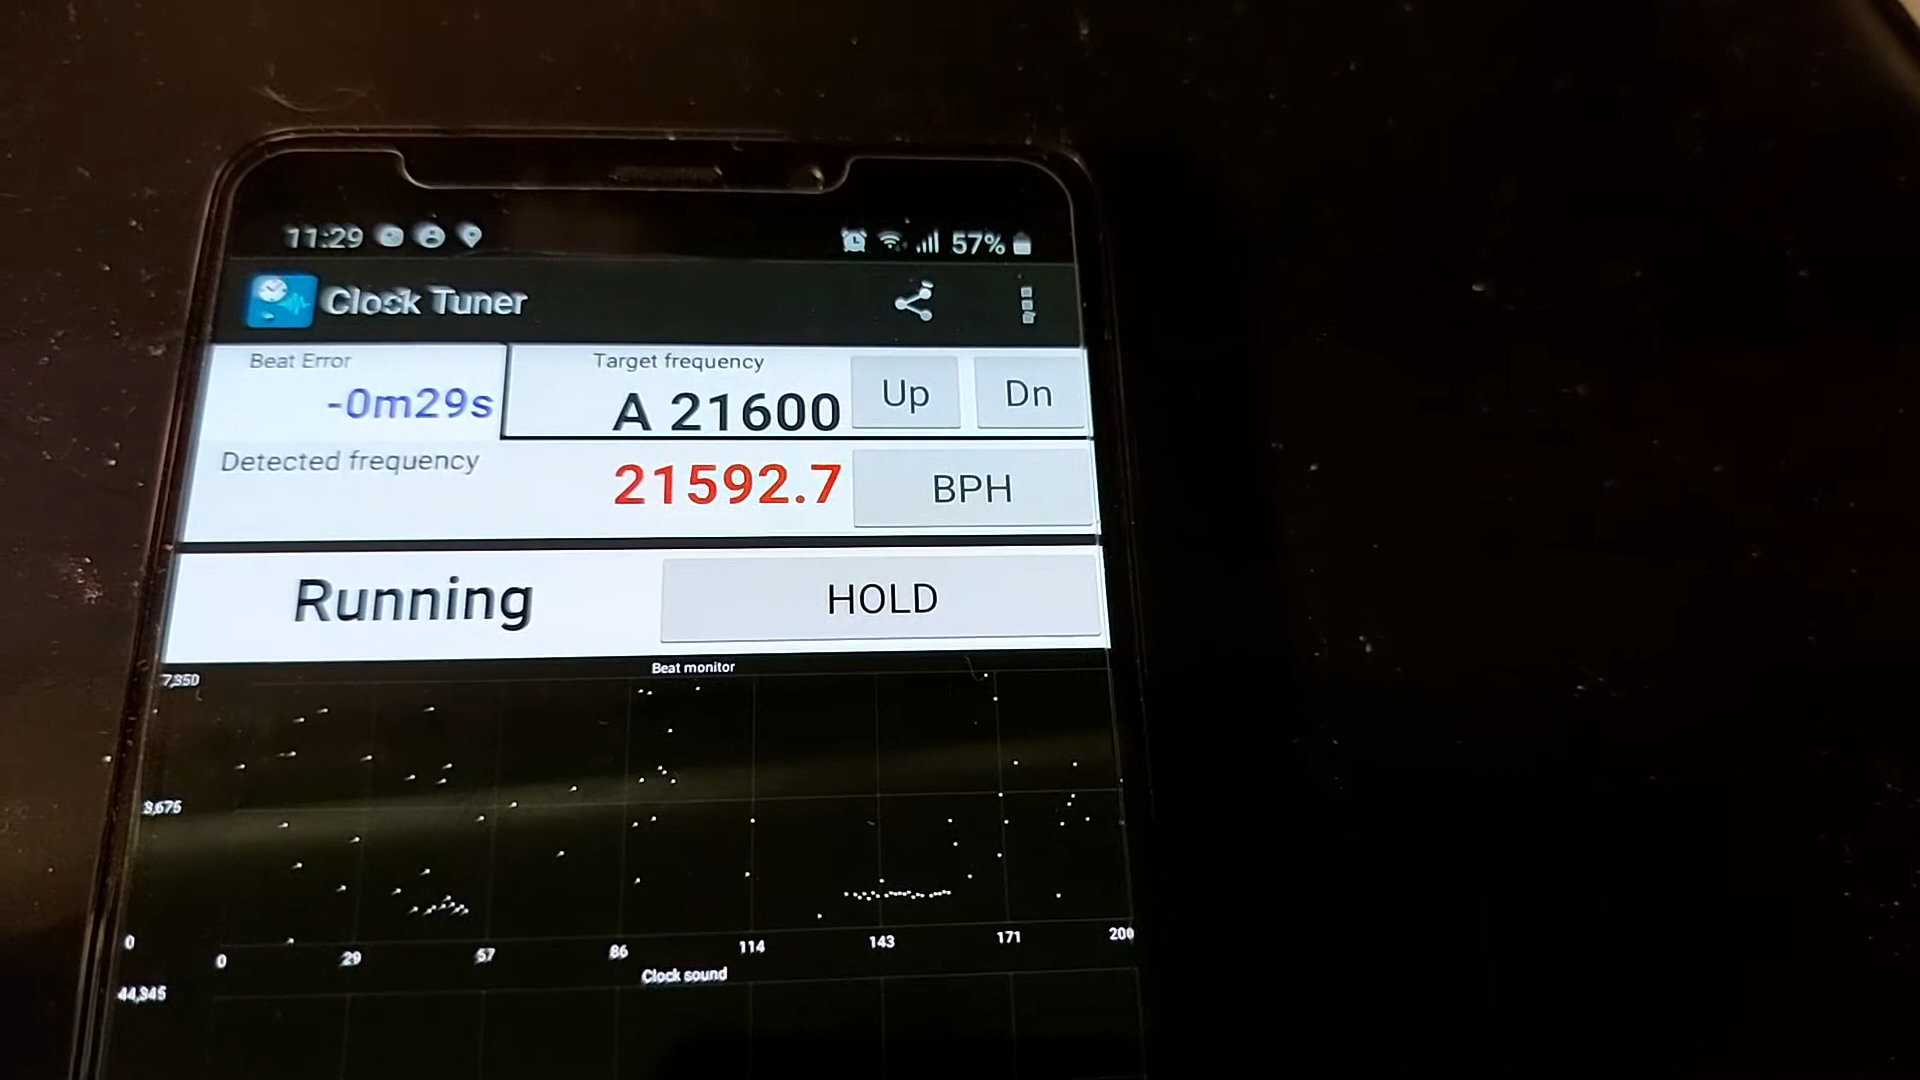 11:29 57%
Clock Tuner
Beat Error
-0m29s
Target frequency
A 21600
Up
Dn
Detected frequency
21592.7
BPH
Running
HOLD
Beat monitor
7,350
3,675
0
0 29 57 86 114 143 171 200
Clock sound
44,345